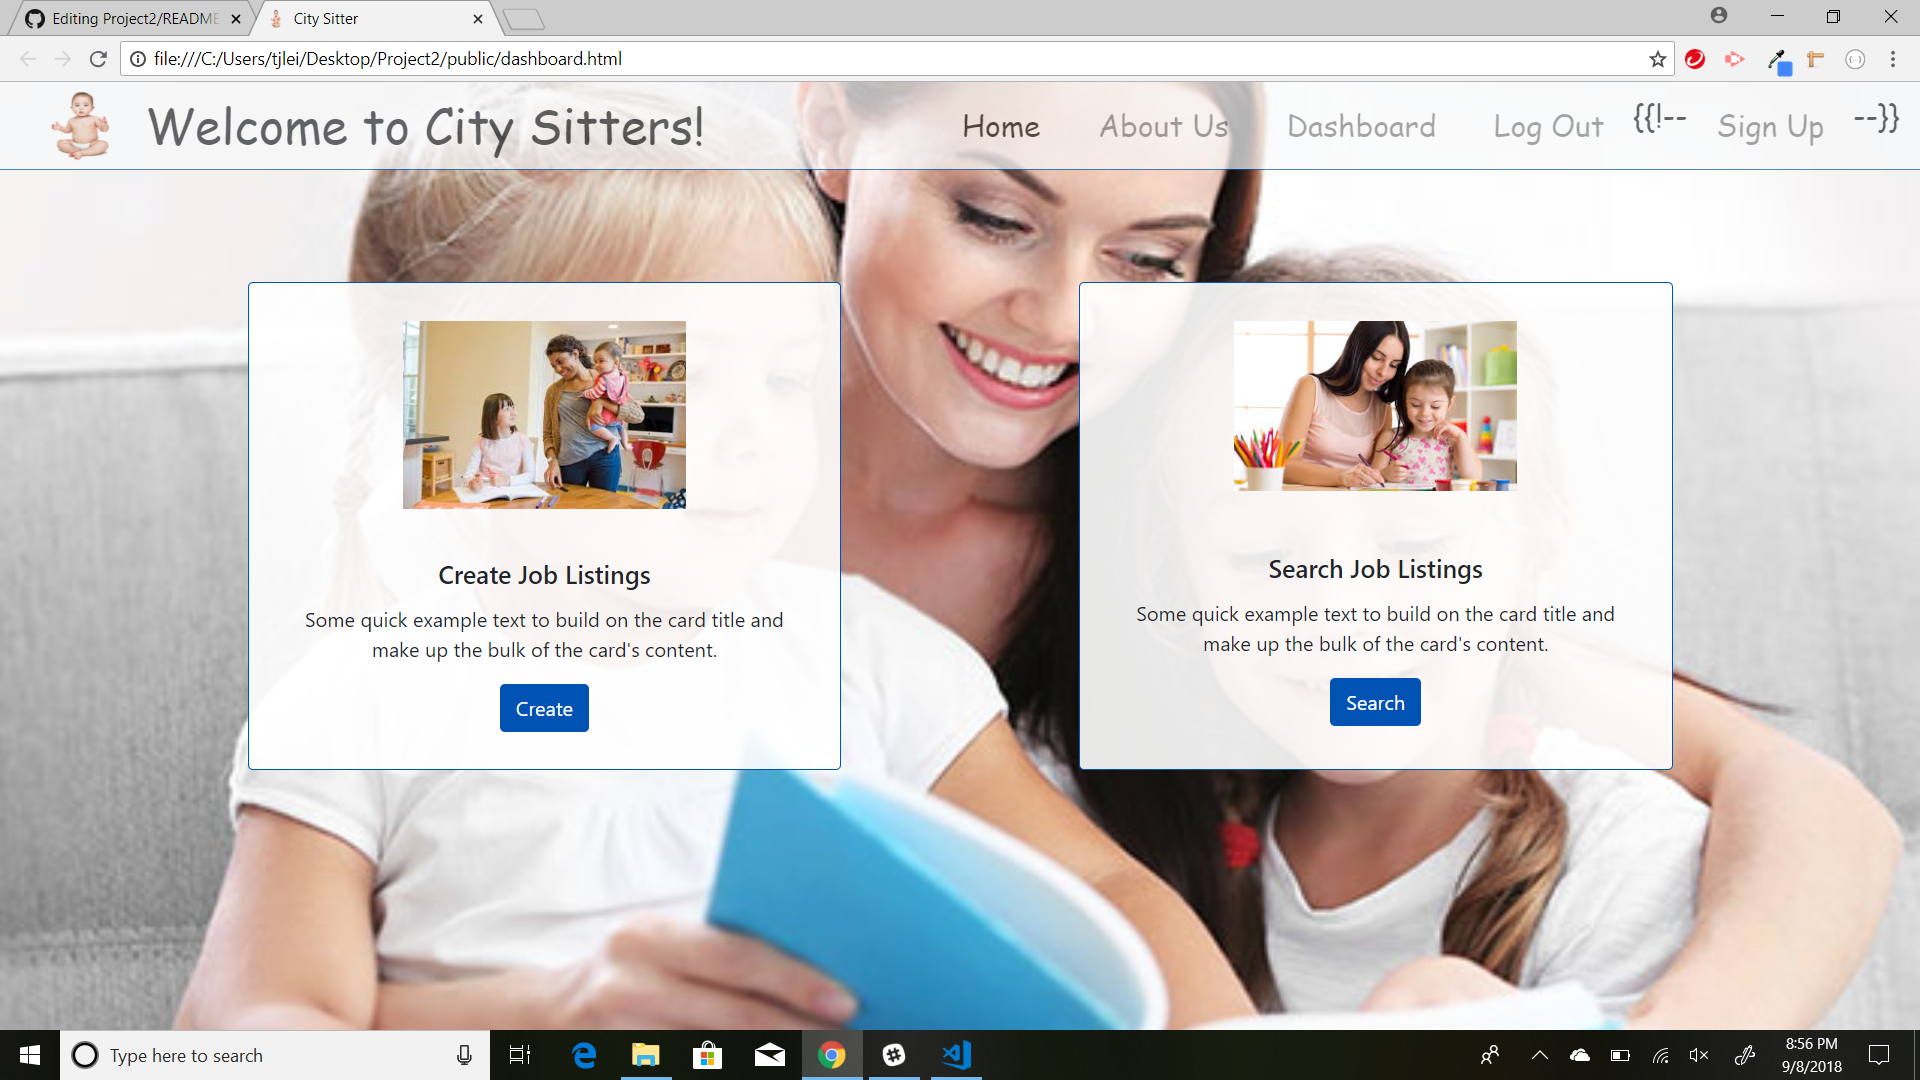 Editing Project2/README
City Sitter
file:///C:/Users/tjlei/Desktop/Project2/public/dashboard.html
Welcome to City Sitters!
Home
About Us
Dashboard
Log Out
{{!--
Sign Up
--}}
Create Job Listings
Some quick example text to build on the card title and
make up the bulk of the card's content.
Create
Search Job Listings
Some quick example text to build on the card title and
make up the bulk of the card's content.
Search
Type here to search
8:56 PM
9/8/2018